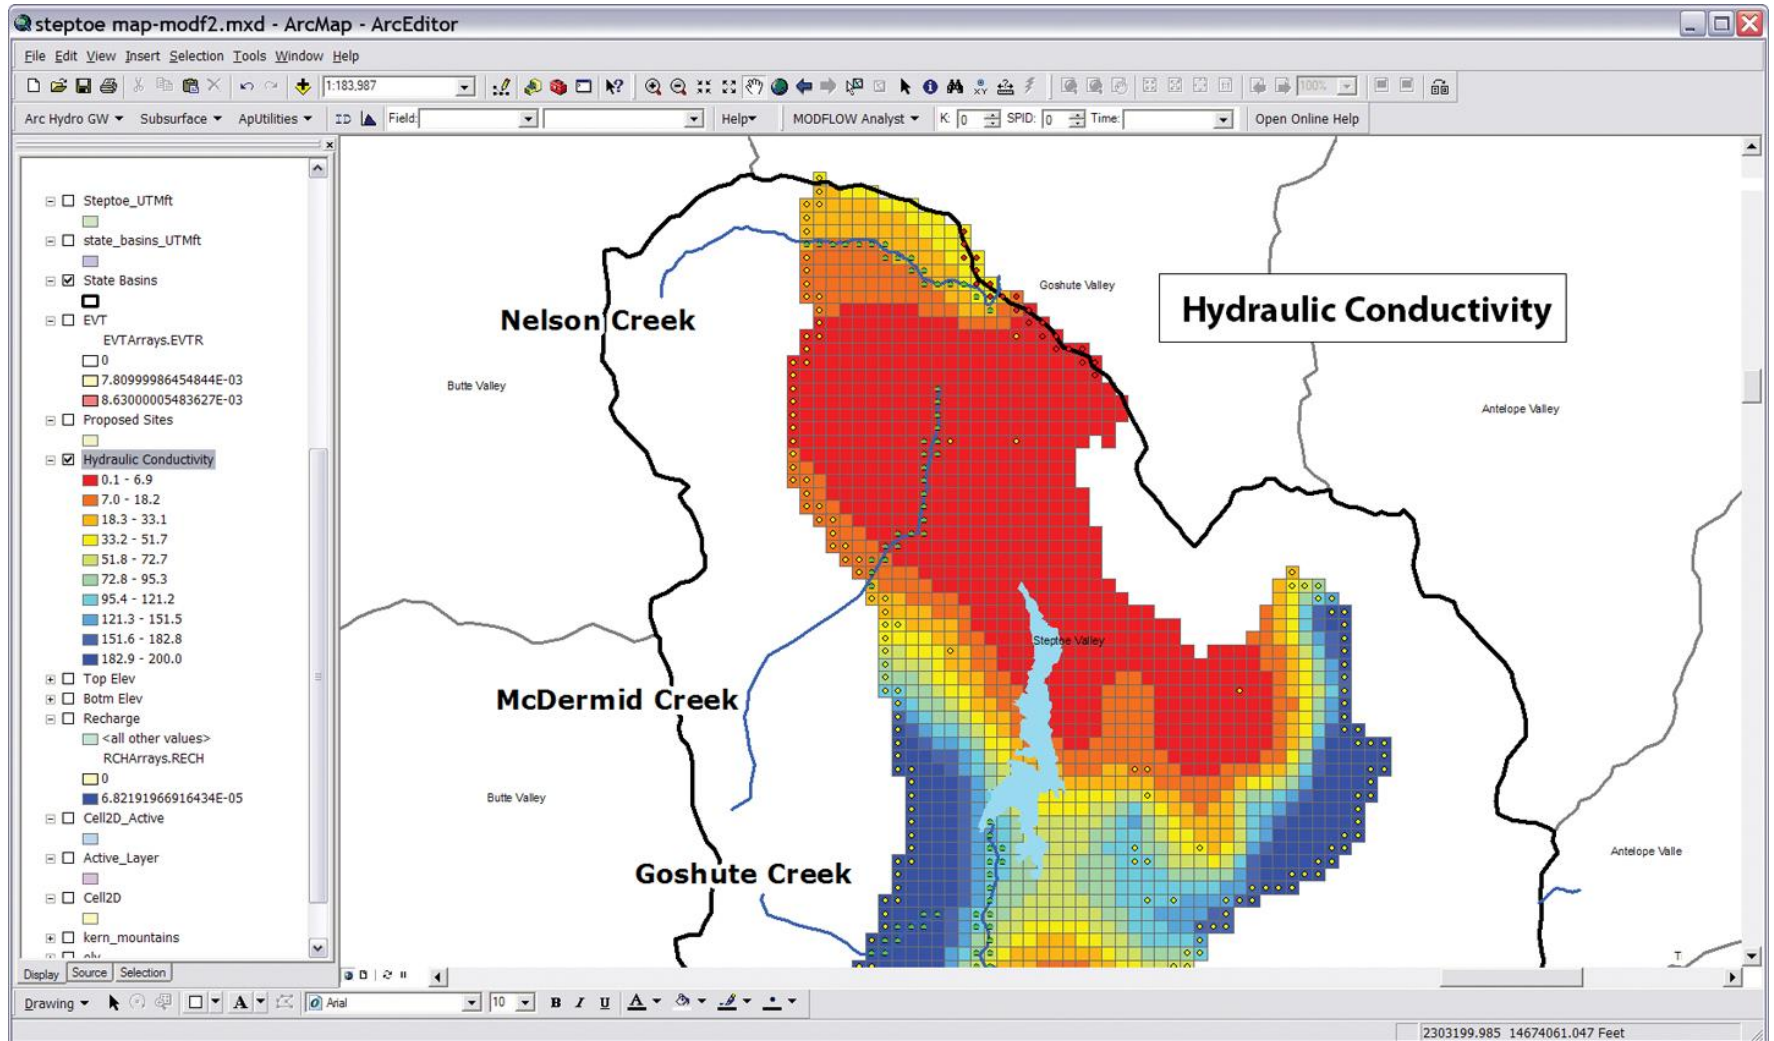 steptoe map-modf2.mxd - ArcMap - ArcEditor
File Edit View Insert Selection Tools Window Help
1:183,987
100%
Arc Hydro GW Subsurface ApUtilities ID Field: Help MODFLOW Analyst K: 0 SPID: 0 Time: Open Online Help
Steptoe_UTMft
state_basins_UTMft
State Basins
EVT
EVTArrays.EVTR
0
7.80999986454844E-03
8.63000005483627E-03
Proposed Sites
Hydraulic Conductivity
0.1 - 6.9
7.0 - 18.2
18.3 - 33.1
33.2 - 51.7
51.8 - 72.7
72.8 - 95.3
95.4 - 121.2
121.3 - 151.5
151.6 - 182.8
182.9 - 200.0
Top Elev
Botm Elev
Recharge
<all other values>
RCHArrays.RECH
0
6.82191966916434E-05
Cell2D_Active
Active_Layer
Cell2D
kern_mountains
Display Source Selection
Goshute Valley
Hydraulic Conductivity
Nelson Creek
Butte Valley
Antelope Valley
Steptoe Valley
McDermid Creek
Butte Valley
Antelope Valle
Goshute Creek
T
Drawing A Arial 10 B I U A
2303199.985 14674061.047 Feet